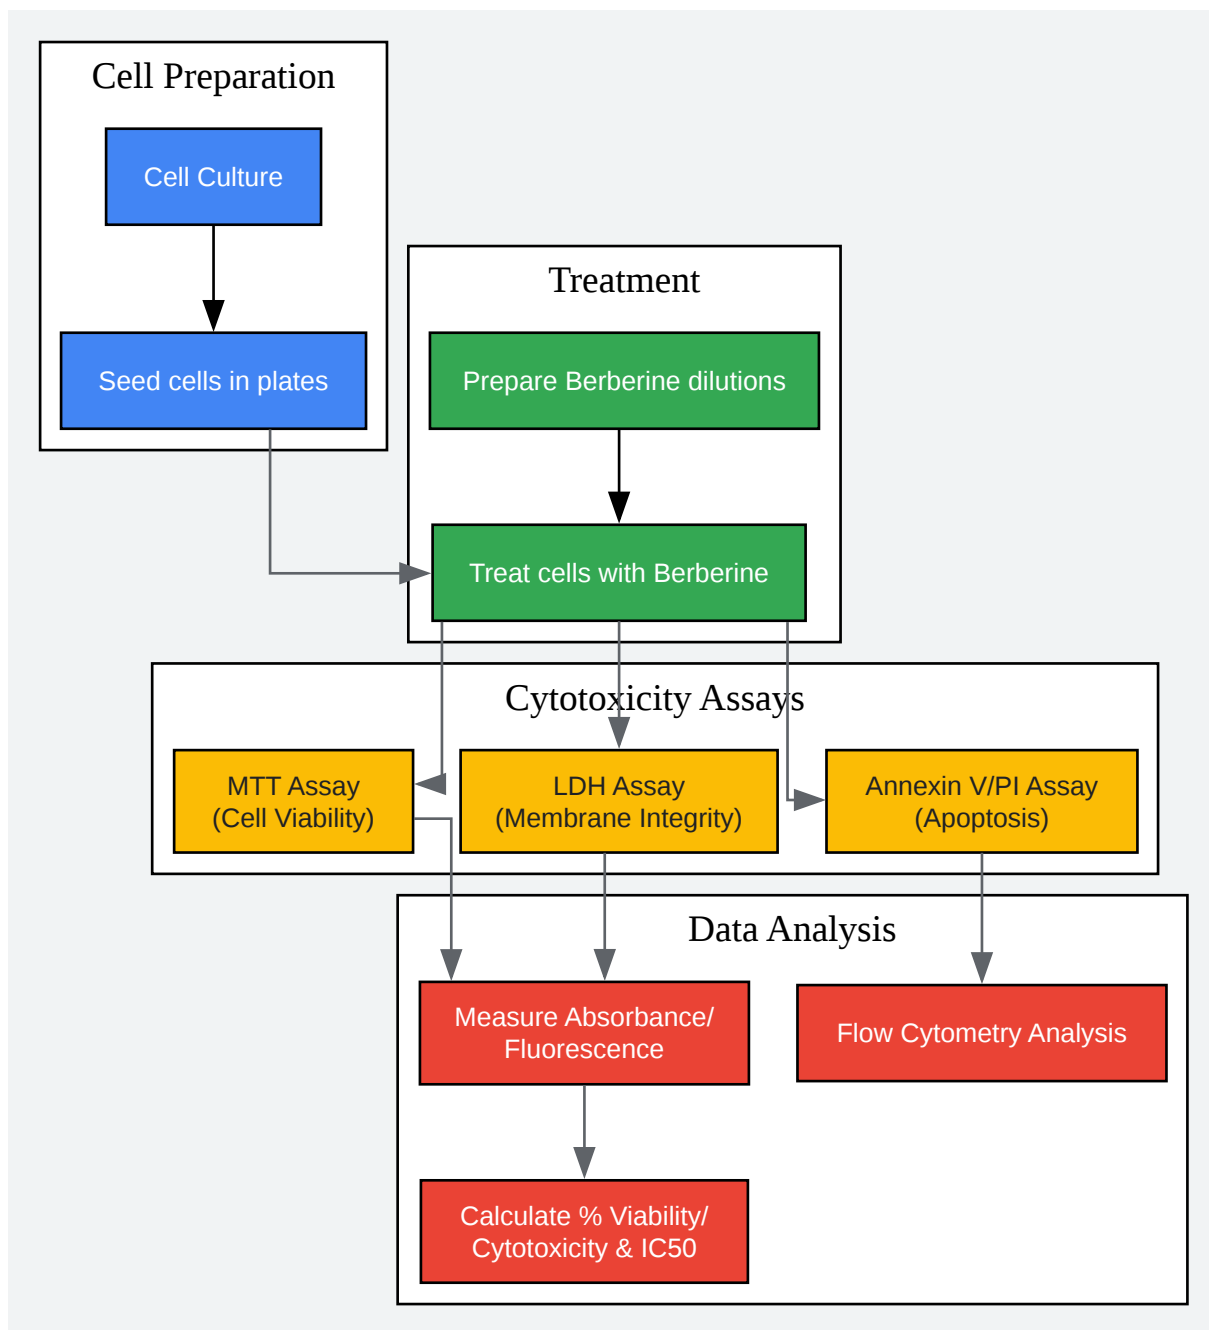 Cell Preparation
Cell Culture
Seed cells in plates
Treatment
Prepare Berberine dilutions
Treat cells with Berberine
Cytotoxicity Assays
MTT Assay
(Cell Viability)
LDH Assay
(Membrane Integrity)
Annexin V/PI Assay
(Apoptosis)
Data Analysis
Measure Absorbance/
Fluorescence
Flow Cytometry Analysis
Calculate % Viability/
Cytotoxicity & IC50